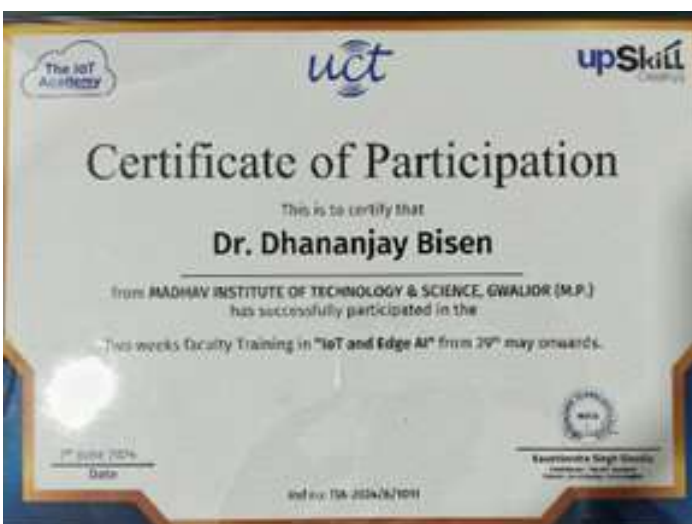 The IoT
Academy
uct
upSkill
Certificate of Participation
This is to certify that
Dr. Dhananjay Bisen
from MADHAV INSTITUTE OF TECHNOLOGY & SCIENCE, GWALIOR (M.P.)
has successfully participated in the
Two weeks faculty Training in "IoT and Edge AI" from 29th may onwards.
June 2024
Date